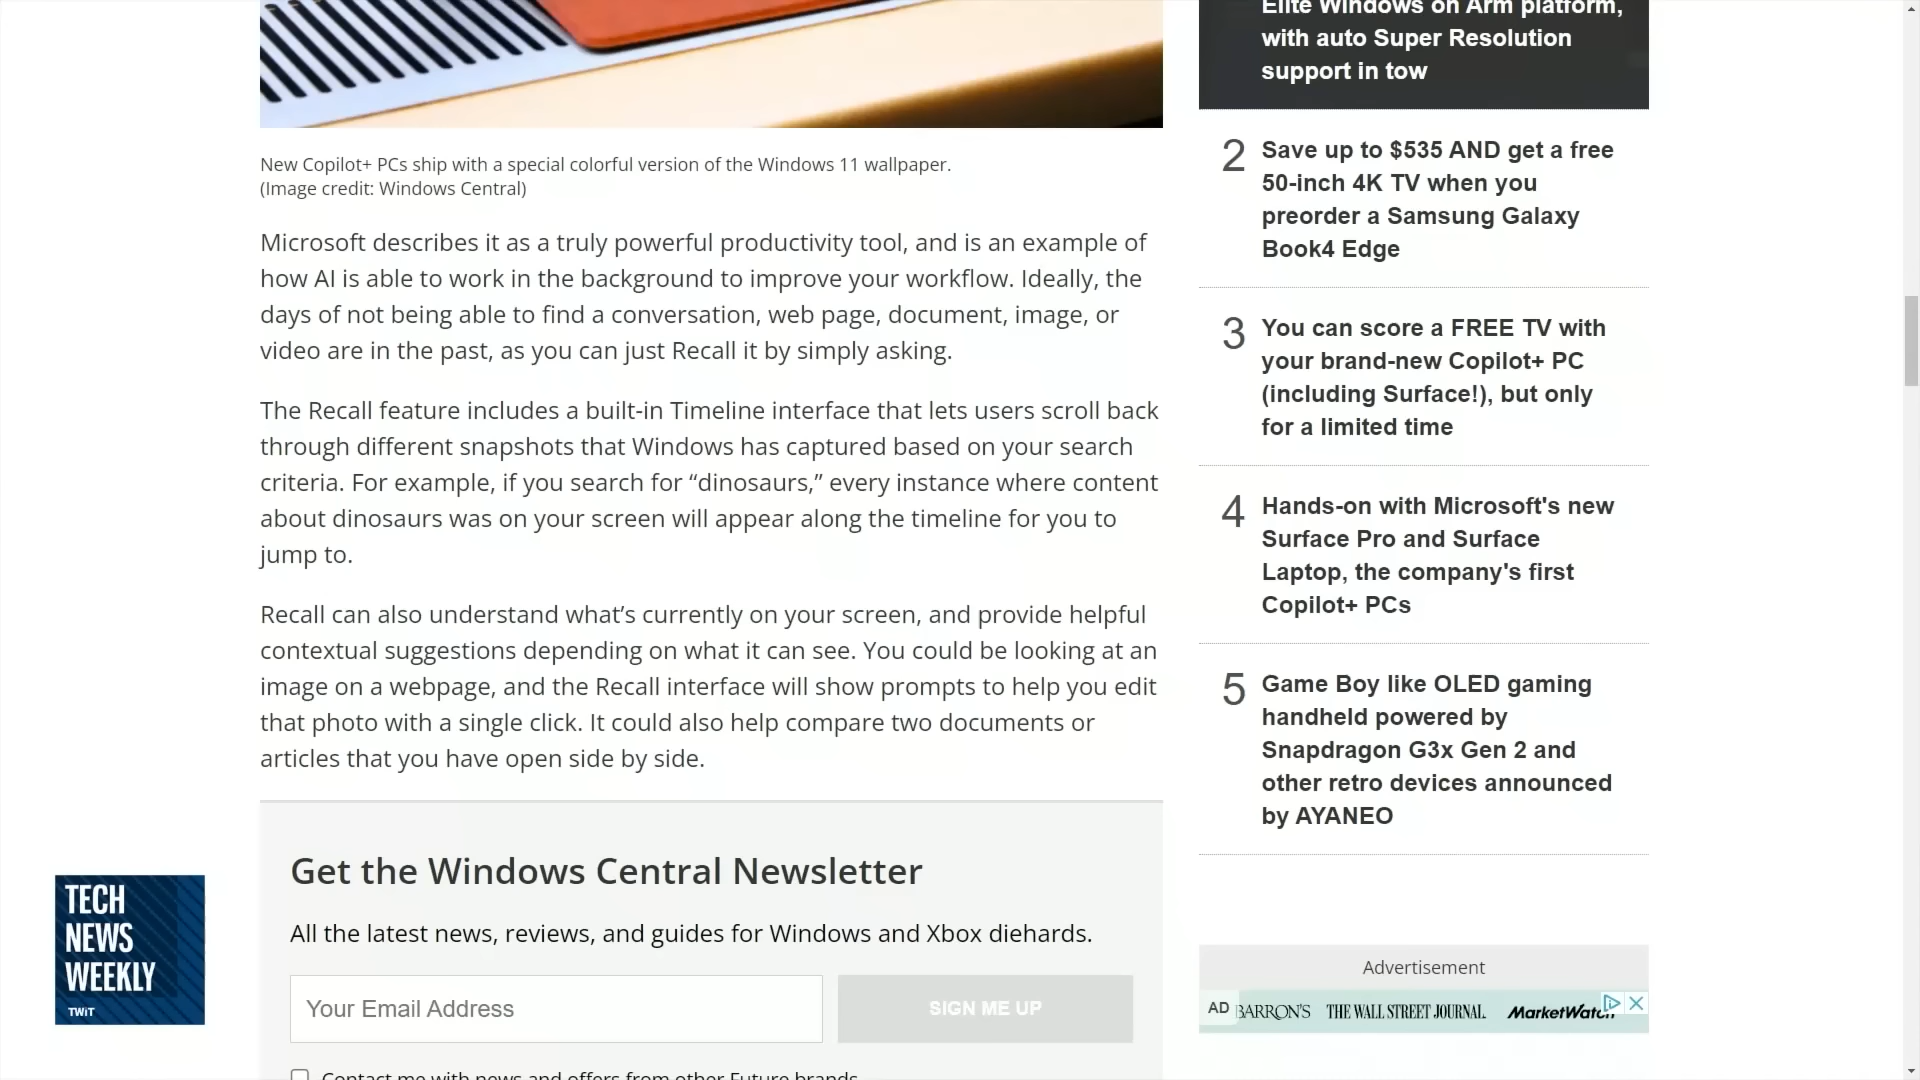 Elite Windows on Arm platform,
with auto Super Resolution
support in tow
New Copilot+ PCs ship with a special colorful version of the Windows 11 wallpaper.
(Image credit: Windows Central)
Microsoft describes it as a truly powerful productivity tool, and is an example of
how AI is able to work in the background to improve your workflow. Ideally, the
days of not being able to find a conversation, web page, document, image, or
video are in the past, as you can just Recall it by simply asking.
The Recall feature includes a built-in Timeline interface that lets users scroll back
through different snapshots that Windows has captured based on your search
criteria. For example, if you search for “dinosaurs,” every instance where content
about dinosaurs was on your screen will appear along the timeline for you to
jump to.
Recall can also understand what’s currently on your screen, and provide helpful
contextual suggestions depending on what it can see. You could be looking at an
image on a webpage, and the Recall interface will show prompts to help you edit
that photo with a single click. It could also help compare two documents or
articles that you have open side by side.
Get the Windows Central Newsletter
All the latest news, reviews, and guides for Windows and Xbox diehards.
Your Email Address
SIGN ME UP
Contact me with news and offers from other Future brands
2 Save up to $535 AND get a free
50-inch 4K TV when you
preorder a Samsung Galaxy
Book4 Edge
3 You can score a FREE TV with
your brand-new Copilot+ PC
(including Surface!), but only
for a limited time
4 Hands-on with Microsoft's new
Surface Pro and Surface
Laptop, the company's first
Copilot+ PCs
5 Game Boy like OLED gaming
handheld powered by
Snapdragon G3x Gen 2 and
other retro devices announced
by AYANEO
Advertisement
AD BARRON'S THE WALL STREET JOURNAL. MarketWatch
TECH
NEWS
WEEKLY
TWiT